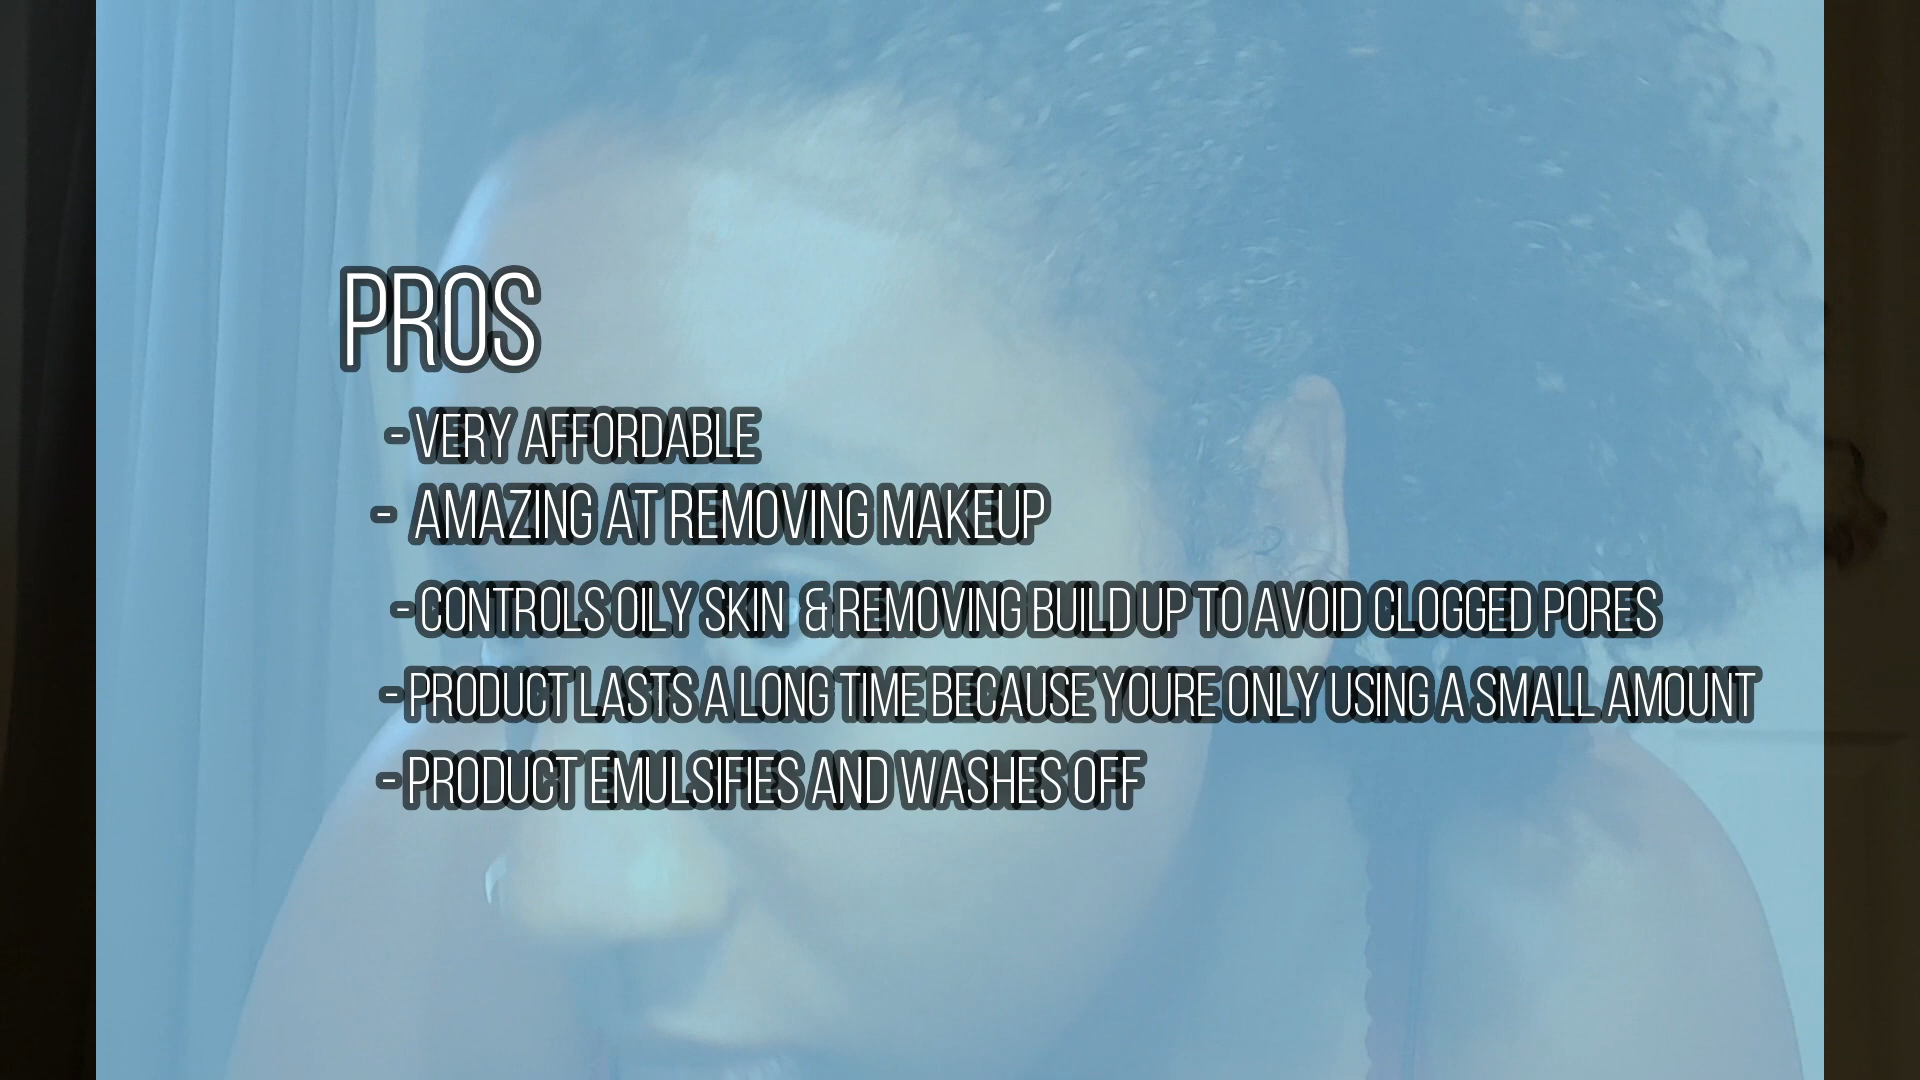 PROS
- VERY AFFORDABLE
- AMAZING AT REMOVING MAKEUP
- CONTROLS OILY SKIN & REMOVING BUILD UP TO AVOID CLOGGED PORES
- PRODUCT LASTS A LONG TIME BECAUSE YOURE ONLY USING A SMALL AMOUNT
- PRODUCT EMULSIFIES AND WASHES OFF